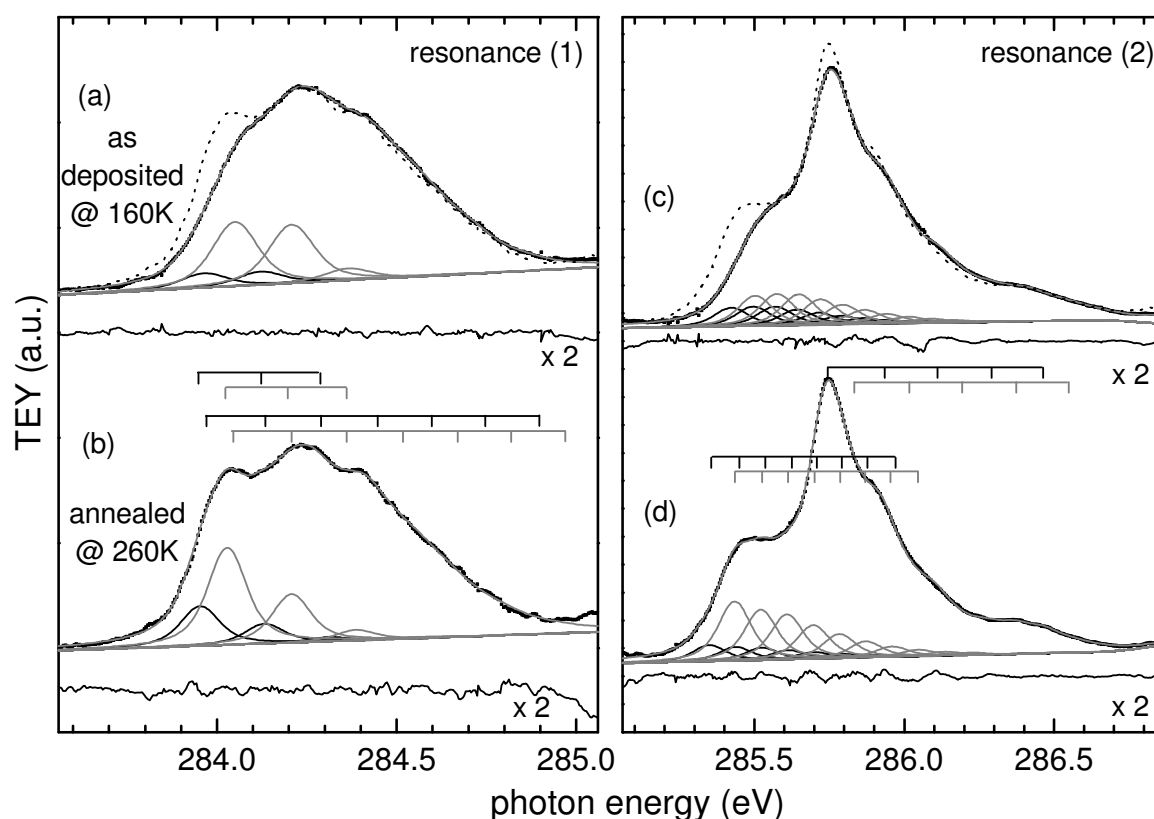 resonance (1)
resonance (2)
(a)
as
deposited
@ 160K
(c)
x 2
x 2
(b)
annealed
@ 260K
(d)
x 2
x 2
TEY (a.u.)
284.0
284.5
285.0
285.5
286.0
286.5
photon energy (eV)